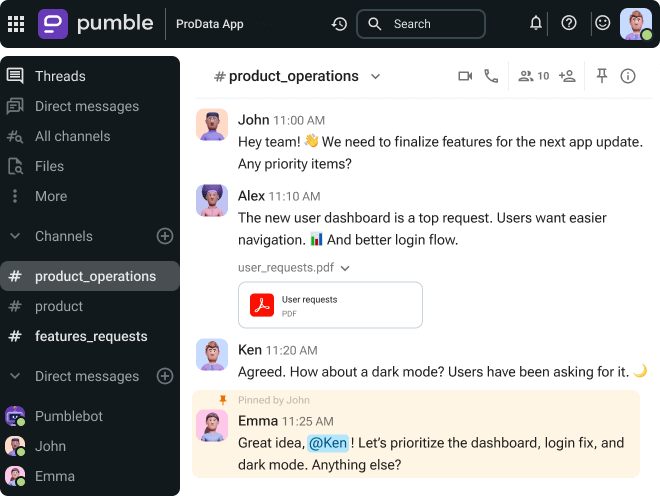 pumble
ProData App
Search
Threads
Direct messages
All channels
Files
More
Channels
# product_operations
# product
# features_requests
Direct messages
Pumblebot
John
Emma
# product_operations
10
John 11:00 AM
Hey team! 👋 We need to finalize features for the next app update.
Any priority items?
Alex 11:10 AM
The new user dashboard is a top request. Users want easier
navigation. 📊 And better login flow.
user_requests.pdf
User requests
PDF
Ken 11:20 AM
Agreed. How about a dark mode? Users have been asking for it. 🌙
Pinned by John
Emma 11:25 AM
Great idea, @Ken ! Let’s prioritize the dashboard, login fix, and
dark mode. Anything else?